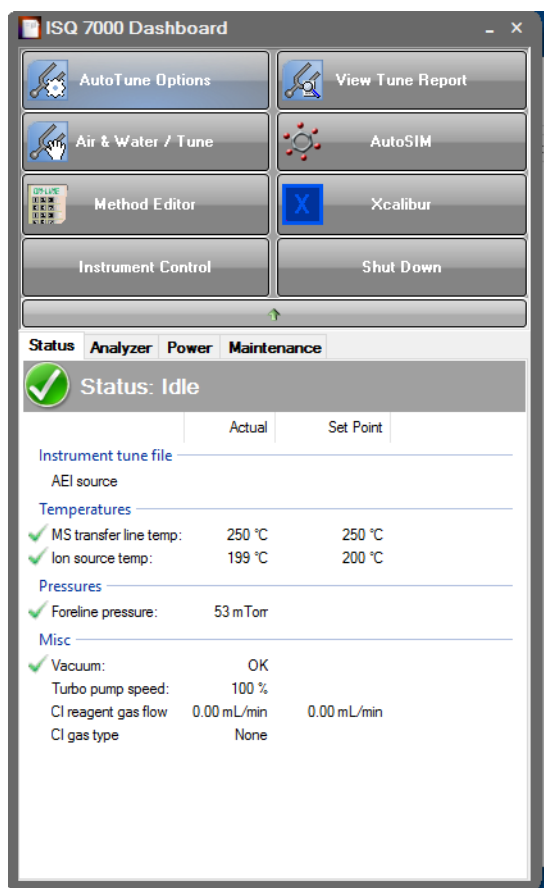 ISQ 7000 Dashboard
AutoTune Options
View Tune Report
Air & Water / Tune
AutoSIM
Method Editor
X Xcalibur
Instrument Control
Shut Down
Status Analyzer Power Maintenance
Status: Idle
Actual Set Point
Instrument tune file
AEI source
Temperatures
MS transfer line temp: 250 °C 250 °C
Ion source temp: 199 °C 200 °C
Pressures
Foreline pressure: 53 mTorr
Misc
Vacuum: OK
Turbo pump speed: 100 %
CI reagent gas flow 0.00 mL/min 0.00 mL/min
CI gas type None